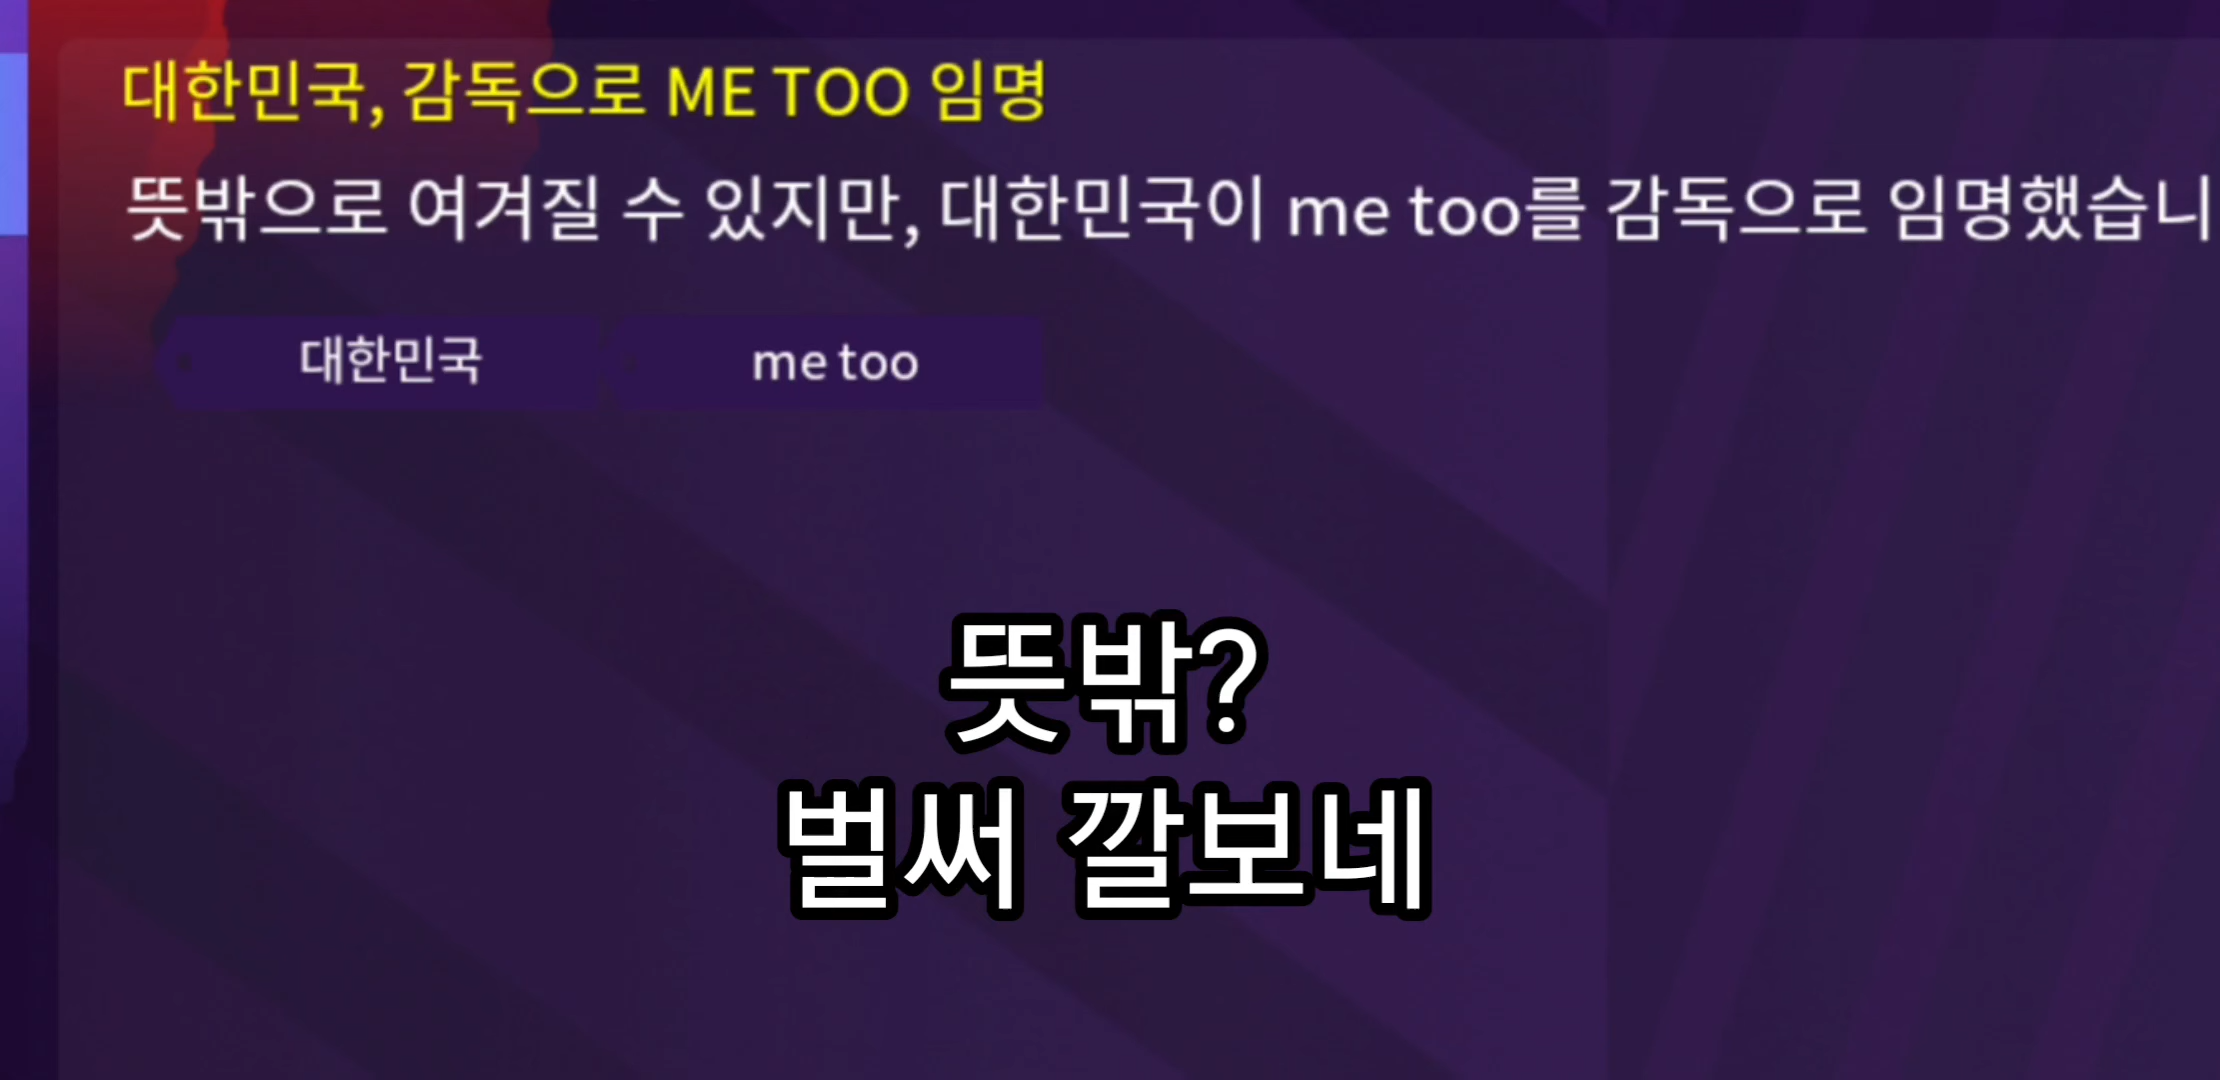 대한민국, 감독으로 ME TOO 임명
뜻밖으로 여겨질 수 있지만, 대한민국이 me too를 감독으로 임명했습니
대한민국 me too
뜻밖?
벌써 깔보네